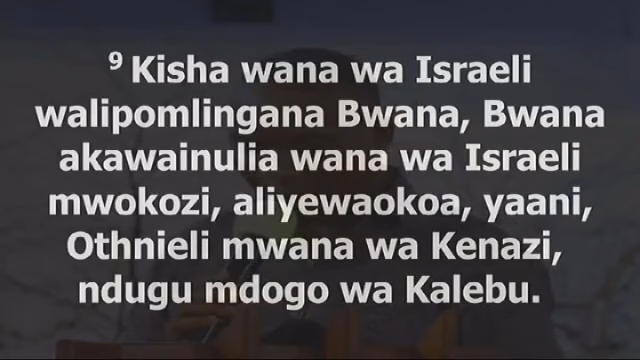 9 Kisha wana wa Israeli
walipomlingana Bwana, Bwana
akawainulia wana wa Israeli
mwokozi, aliyewaokoa, yaani,
Othnieli mwana wa Kenazi,
ndugu mdogo wa Kalebu.